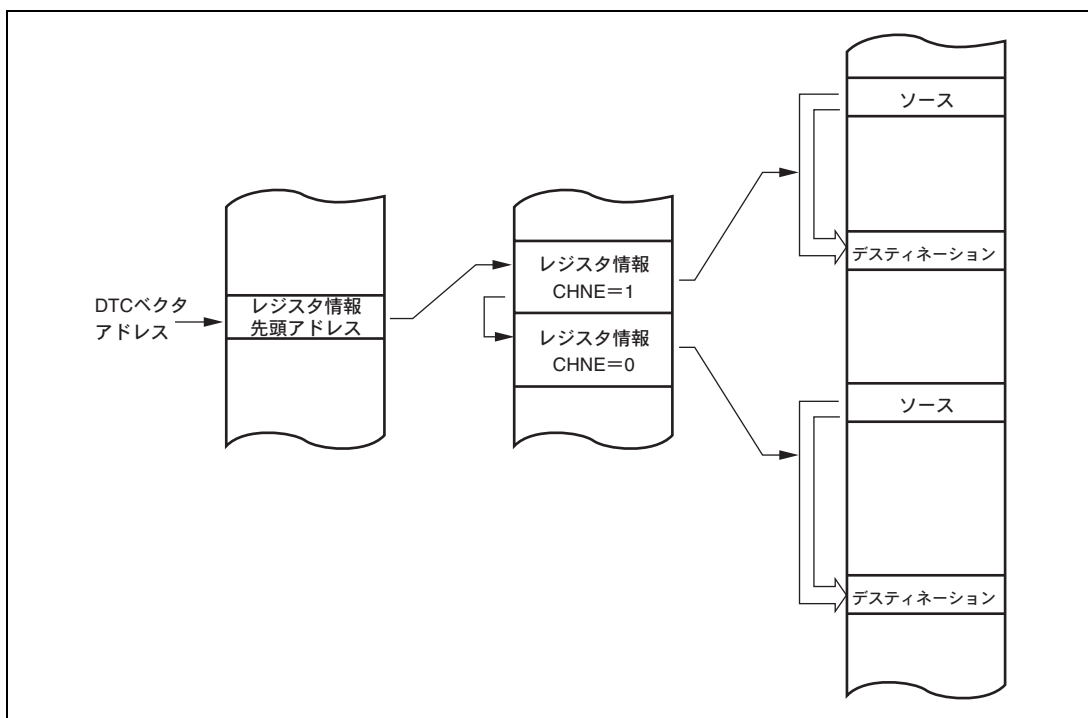 DTCベクタ
アドレス
レジスタ情報
先頭アドレス
レジスタ情報
CHNE=1
レジスタ情報
CHNE=0
ソース
デスティネーション
ソース
デスティネーション